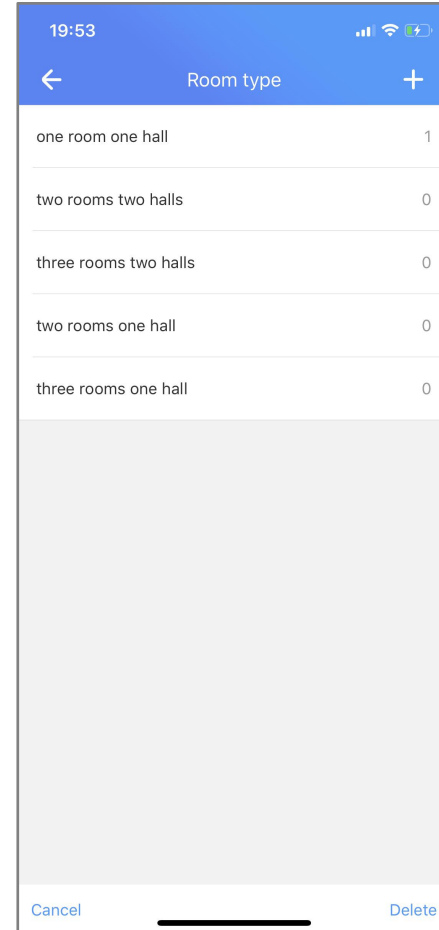 19:53
Room type
one room one hall 1
two rooms two halls 0
three rooms two halls 0
two rooms one hall 0
three rooms one hall 0
Cancel Delete